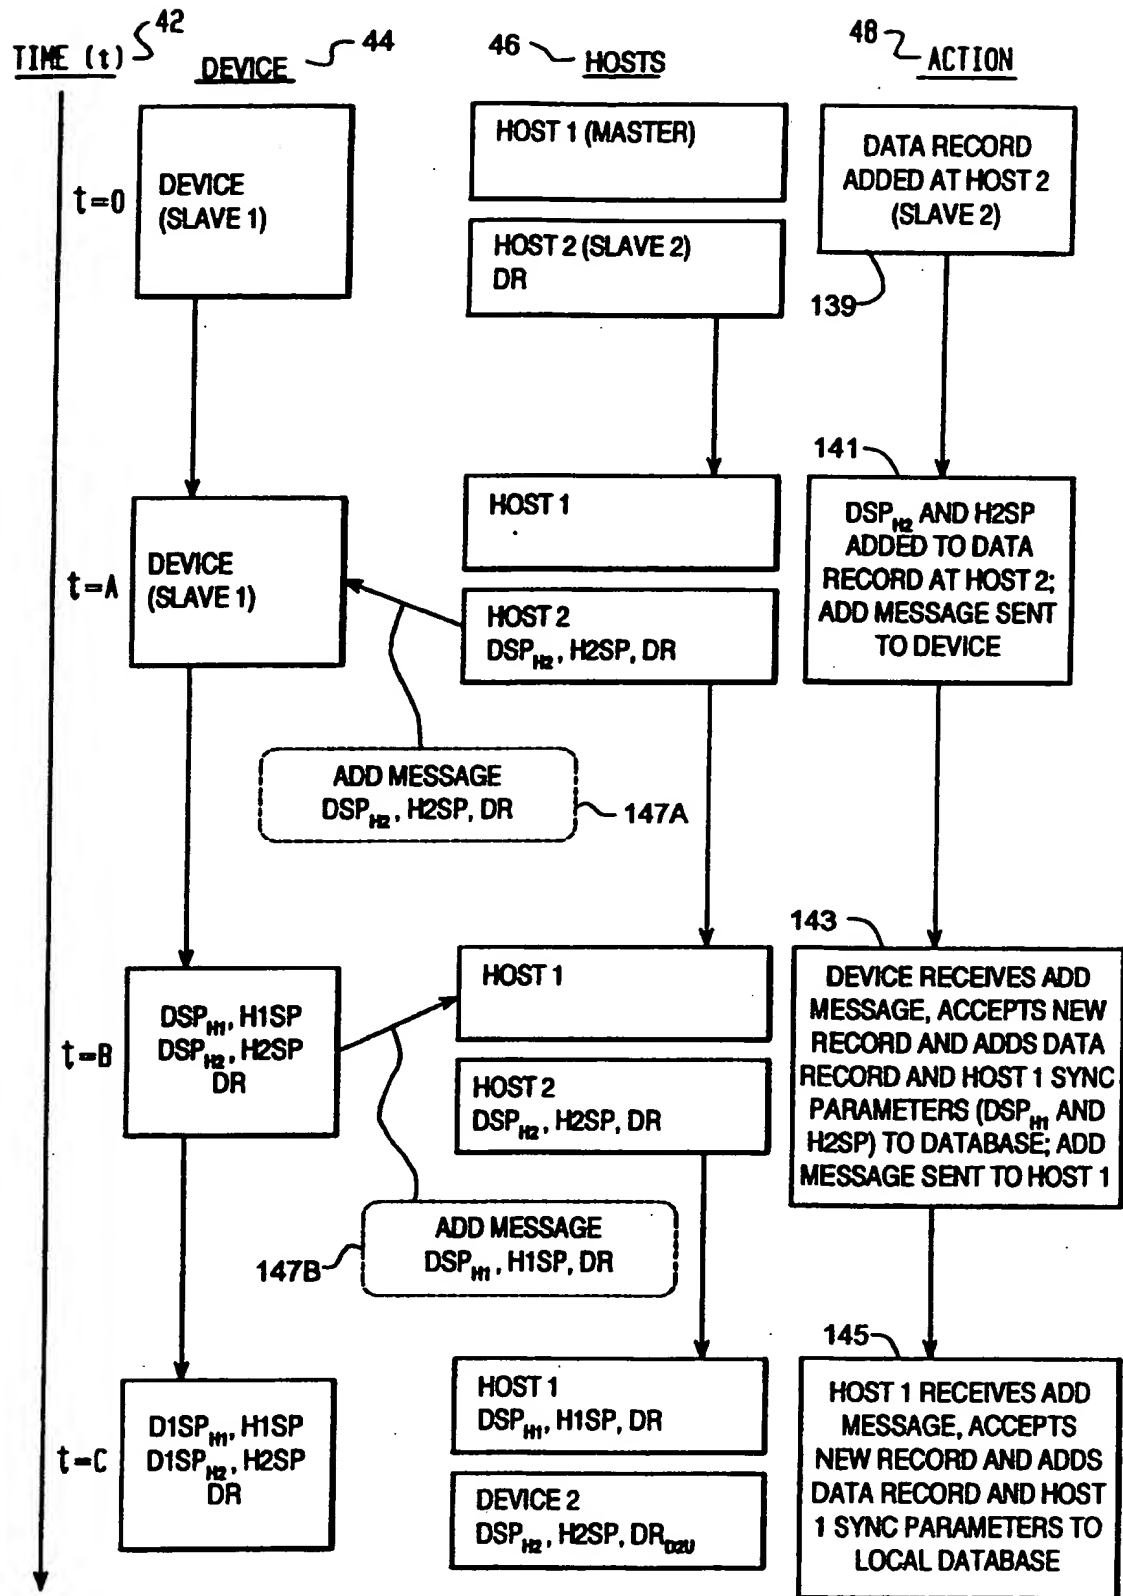 42
44
46
48
TIME (t)
DEVICE
HOSTS
ACTION
t=0
DEVICE
(SLAVE 1)
HOST 1 (MASTER)
HOST 2 (SLAVE 2)
DR
DATA RECORD
ADDED AT HOST 2
(SLAVE 2)
139
t=A
DEVICE
(SLAVE 1)
HOST 1
HOST 2
DSPH2, H2SP, DR
141
DSPH2 AND H2SP
ADDED TO DATA
RECORD AT HOST 2;
ADD MESSAGE SENT
TO DEVICE
ADD MESSAGE
DSPH2, H2SP, DR
147A
t=B
DSPH1, H1SP
DSPH2, H2SP
DR
HOST 1
HOST 2
DSPH2, H2SP, DR
143
DEVICE RECEIVES ADD
MESSAGE, ACCEPTS NEW
RECORD AND ADDS DATA
RECORD AND HOST 1 SYNC
PARAMETERS (DSPH1 AND
H2SP) TO DATABASE; ADD
MESSAGE SENT TO HOST 1
ADD MESSAGE
DSPH1, H1SP, DR
147B
t=C
D1SPH1, H1SP
D1SPH2, H2SP
DR
HOST 1
DSPH1, H1SP, DR
DEVICE 2
DSPH2, H2SP, DRD2U
145
HOST 1 RECEIVES ADD
MESSAGE, ACCEPTS
NEW RECORD AND ADDS
DATA RECORD AND HOST
1 SYNC PARAMETERS TO
LOCAL DATABASE